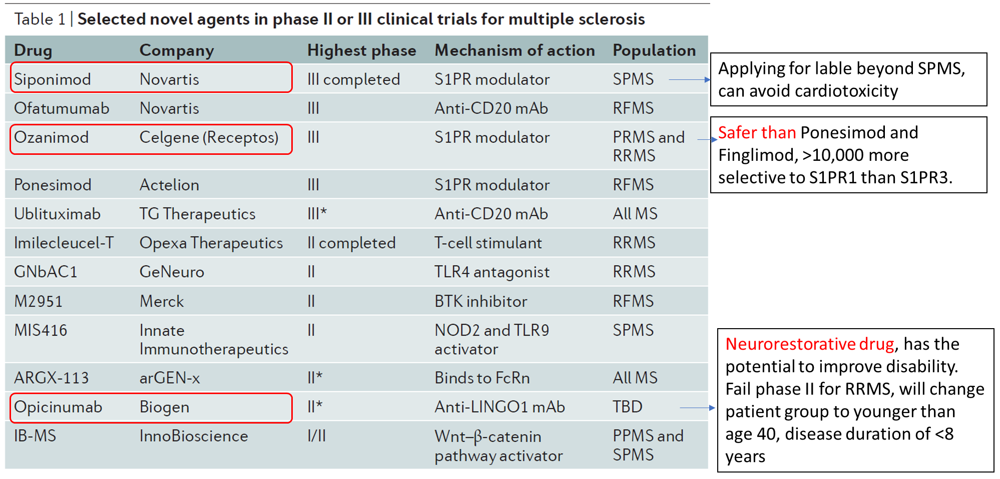 Table 1 | Selected novel agents in phase II or III clinical trials for multiple sclerosis
Drug Company Highest phase Mechanism of action Population
Siponimod Novartis III completed S1PR modulator SPMS
Applying for lable beyond SPMS,
can avoid cardiotoxicity
Ofatumumab Novartis III Anti-CD20 mAb RFMS
Ozanimod Celgene (Receptos) III S1PR modulator PRMS and
RRMS
Safer than Ponesimod and
Finglimod, >10,000 more
selective to S1PR1 than S1PR3.
Ponesimod Actelion III S1PR modulator RFMS
Ublituximab TG Therapeutics III* Anti-CD20 mAb All MS
Imilecleucel-T Opexa Therapeutics II completed T-cell stimulant RRMS
GNbAC1 GeNeuro II TLR4 antagonist RRMS
M2951 Merck II BTK inhibitor RFMS
MIS416 Innate II NOD2 and TLR9 SPMS
Immunotherapeutics activator
ARGX-113 arGEN-x II* Binds to FcRn All MS
Opicinumab Biogen II* Anti-LINGO1 mAb TBD
Neurorestorative drug, has the
potential to improve disability.
Fail phase II for RRMS, will change
patient group to younger than
age 40, disease duration of <8
years
IB-MS InnoBioscience I/II Wnt–β-catenin PPMS and
pathway activator SPMS